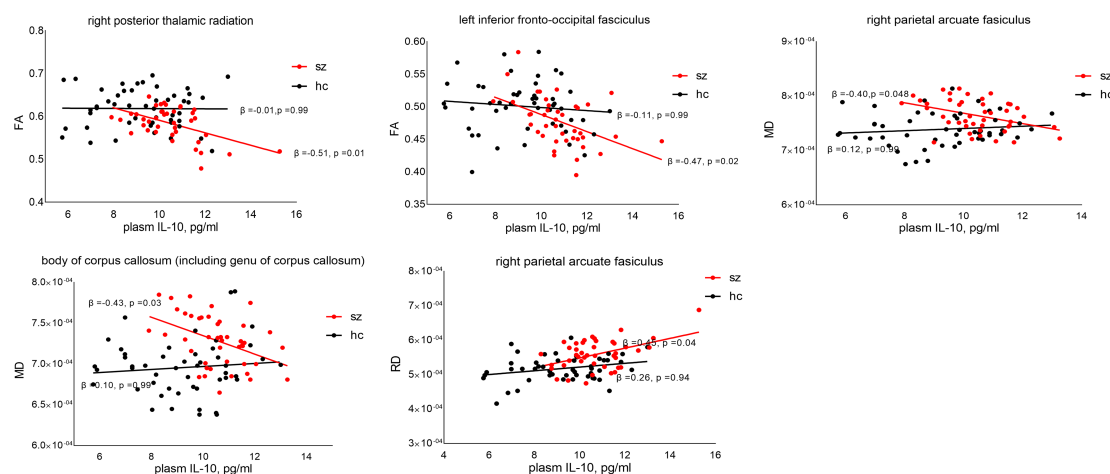 right posterior thalamic radiation
0.8
0.7
0.6
0.5
0.4
FA
sz
hc
β =-0.01, p =0.99
β =-0.51, p =0.01
6 8 10 12 14 16
plasm IL-10, pg/ml
left inferior fronto-occipital fasciculus
0.60
0.55
0.50
0.45
0.40
0.35
FA
sz
hc
β =-0.11, p =0.99
β =-0.47, p =0.02
6 8 10 12 14 16
plasm IL-10, pg/ml
right parietal arcuate fasiculus
9×10⁻⁰⁴
8×10⁻⁰⁴
7×10⁻⁰⁴
6×10⁻⁰⁴
MD
sz
hc
β =-0.40, p =0.048
β =0.12, p =0.99
6 8 10 12 14
plasm IL-10, pg/ml
body of corpus callosum (including genu of corpus callosum)
8.0×10⁻⁰⁴
7.5×10⁻⁰⁴
7.0×10⁻⁰⁴
6.5×10⁻⁰⁴
6.0×10⁻⁰⁴
MD
β =-0.43, p =0.03
sz
hc
β =0.10, p =0.99
6 8 10 12 14
plasm IL-10, pg/ml
right parietal arcuate fasiculus
8×10⁻⁰⁴
6×10⁻⁰⁴
5×10⁻⁰⁴
4×10⁻⁰⁴
3×10⁻⁰⁴
RD
sz
hc
β =0.45, p =0.04
β =0.26, p =0.94
4 6 8 10 12 14 16
plasm IL-10, pg/ml